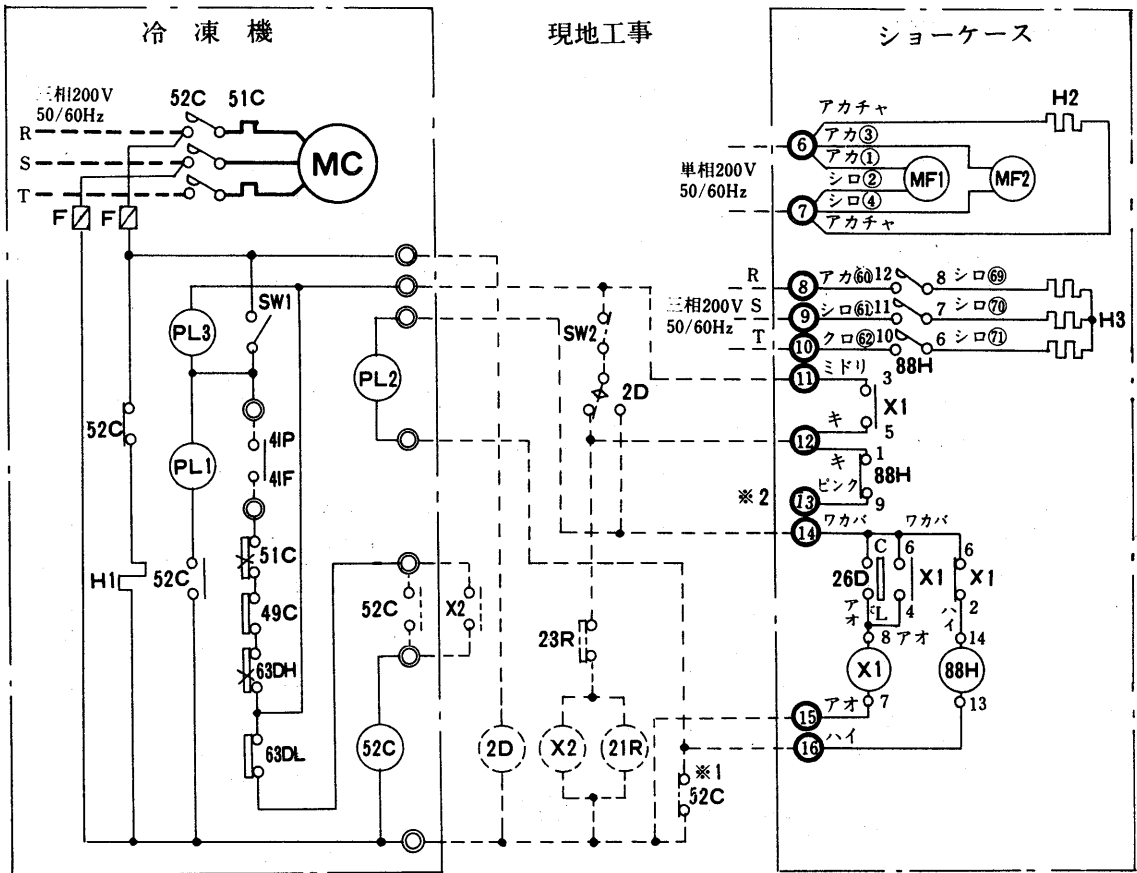 冷凍機
現地工事
ショーケース
三相200V
50/60Hz
52C
51C
R
S
T
MC
F
F
SW1
PL3
PL2
52C
PL1
41P
41F
51C
49C
63DH
63DL
H1
52C
52C
X2
52C
SW2
2D
23R
2D
X2
21R
※1
52C
※2
アカチャ
H2
⑥
アカ③
アカ①
単相200V
50/60Hz
シロ②
MF1
MF2
シロ④
⑦
アカチャ
R
⑧
アカ60
12
8
シロ69
三相200V
50/60Hz
S
⑨
シロ61
11
7
シロ70
H3
T
⑩
クロ62
10
6
シロ71
88H
⑪
ミドリ
3
X1
キ
5
⑫
キ
1
88H
ピンク
9
⑬
⑭
ワカバ
ワカバ
C
6
6
26D
X1
X1
L
4
2
アオ
ハイ
8
アオ
14
X1
88H
7
13
⑮
アオ
⑯
ハイ